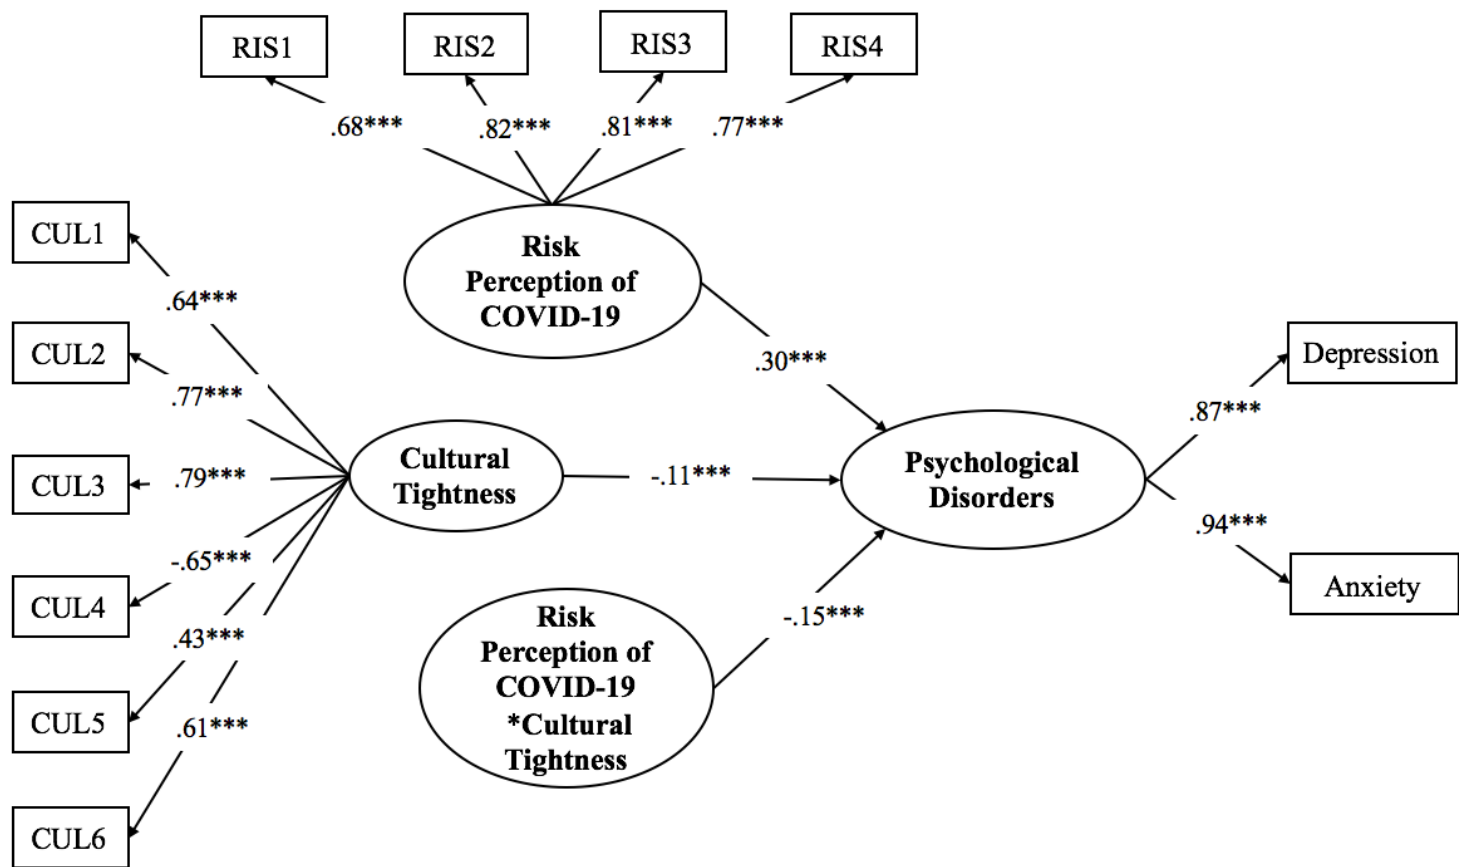 RIS1
RIS2
RIS3
RIS4
.68***
.82***
.81***
.77***
CUL1
CUL2
CUL3
CUL4
CUL5
CUL6
.64***
.77***
.79***
-.65***
.43***
.61***
Risk
Perception of
COVID-19
Cultural
Tightness
Risk
Perception of
COVID-19
*Cultural
Tightness
.30***
-.11***
-.15***
Psychological
Disorders
.87***
.94***
Depression
Anxiety